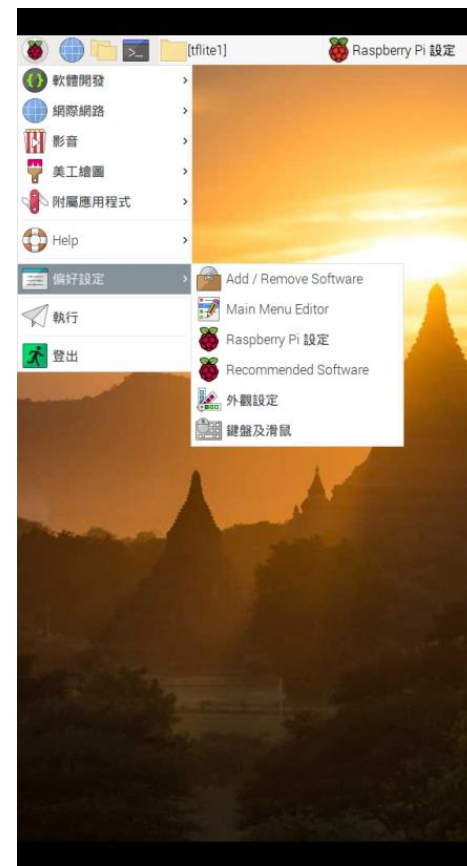 [tflite1] Raspberry Pi 設定
軟體開發
網際網路
影音
美工繪圖
附屬應用程式
Help
偏好設定
執行
登出
Add / Remove Software
Main Menu Editor
Raspberry Pi 設定
Recommended Software
外觀設定
鍵盤及滑鼠